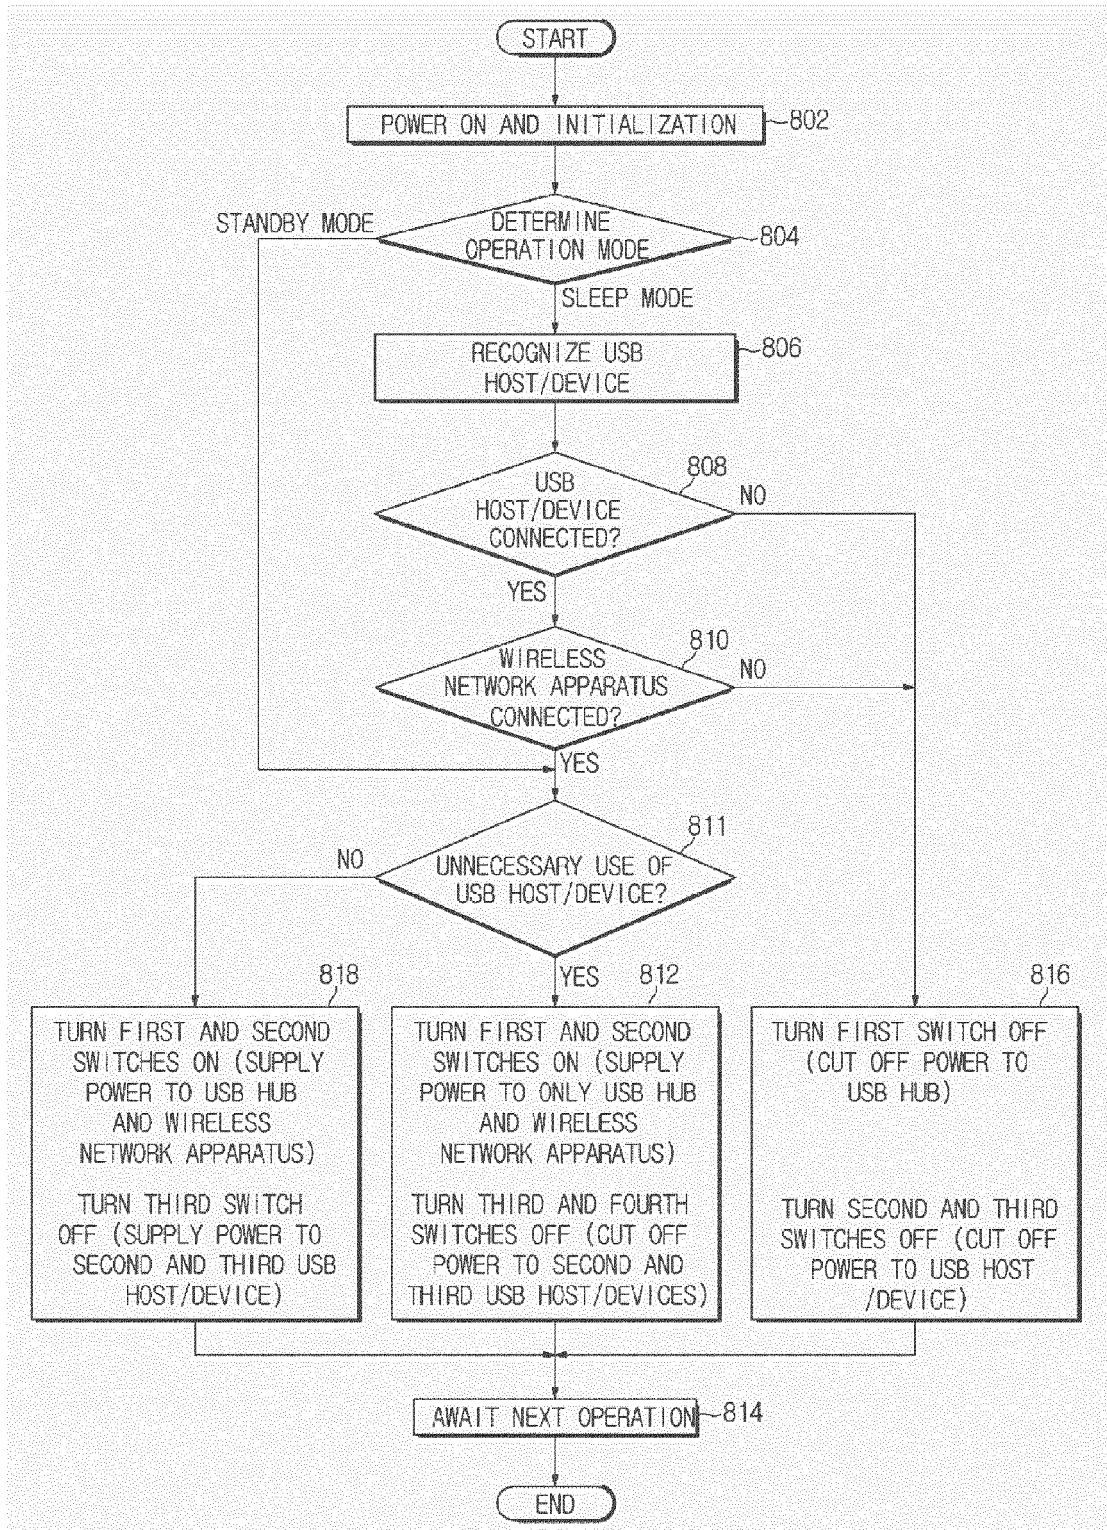 START
POWER ON AND INITIALIZATION
802
STANDBY MODE
DETERMINE
OPERATION MODE
804
SLEEP MODE
RECOGNIZE USB
HOST/DEVICE
806
808
USB
HOST/DEVICE
CONNECTED?
NO
YES
810
WIRELESS
NETWORK APPARATUS
CONNECTED?
NO
YES
811
NO
UNNECESSARY USE OF
USB HOST/DEVICE?
YES
818
TURN FIRST AND SECOND
SWITCHES ON (SUPPLY
POWER TO USB HUB
AND WIRELESS
NETWORK APPARATUS)
TURN THIRD SWITCH
OFF (SUPPLY POWER TO
SECOND AND THIRD USB
HOST/DEVICE)
812
TURN FIRST AND SECOND
SWITCHES ON (SUPPLY
POWER TO ONLY USB HUB
AND WIRELESS
NETWORK APPARATUS)
TURN THIRD AND FOURTH
SWITCHES OFF (CUT OFF
POWER TO SECOND AND
THIRD USB HOST/DEVICES)
816
TURN FIRST SWITCH OFF
(CUT OFF POWER TO
USB HUB)
TURN SECOND AND THIRD
SWITCHES OFF (CUT OFF
POWER TO USB HOST
/DEVICE)
AWAIT NEXT OPERATION
814
END